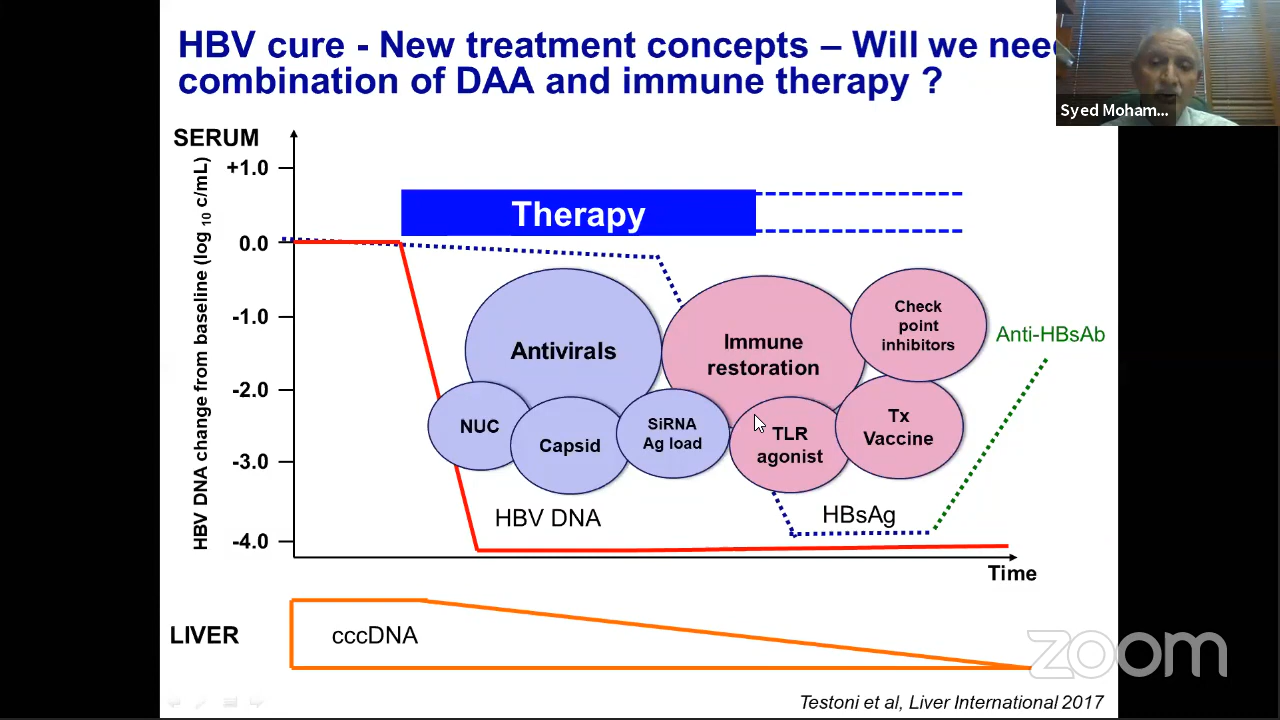 HBV cure - New treatment concepts – Will we need
combination of DAA and immune therapy ?
Syed Moham...
SERUM
HBV DNA change from baseline (log 10 c/mL)
+1.0
0.0
-1.0
-2.0
-3.0
-4.0
Therapy
Antivirals
NUC
Capsid
SiRNA
Ag load
Immune
restoration
TLR
agonist
Check
point
inhibitors
Tx
Vaccine
Anti-HBsAb
HBV DNA
HBsAg
Time
LIVER
cccDNA
zoom
Testoni et al, Liver International 2017